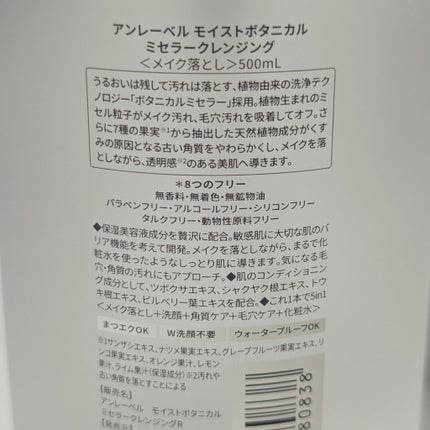 アンレーベル モイストボタニカル
ミセラークレンジング
＜メイク落とし＞500mL
うるおいは残して汚れは落とす、植物由来の洗浄テク
ノロジー「ボタニカルミセラー」採用。植物生まれのミ
セル粒子がメイク汚れ、毛穴汚れを吸着してオフ。さ
らに7種の果実※1から抽出した天然植物成分がくす
みの原因となる古い角質をやわらかくし、メイクを落
としながら、透明感※2のある美肌へ導きます。
＊8つのフリー
無香料・無着色・無鉱物油
パラベンフリー・アルコールフリー・シリコンフリー
タルクフリー・動物性原料フリー
◆保湿美容液成分を贅沢に配合。敏感肌に大切な肌のバ
リア機能を考えて開発。メイクを落としながら、まるで化
粧水を使ったようなしっとり肌に導きます。気になる毛
穴・角質の汚れにもアプローチ。◆肌のコンディショニン
グ成分として、ツボクサエキス、シャクヤク根エキス、トウ
キ根エキス、ビルベリー葉エキスを配合。◆これ1本で5in1
＜メイク落とし＋洗顔＋角質ケア＋毛穴ケア＋化粧水＞
まつエクOK W洗顔不要 ウォータープルーフOK
※1サンザシエキス、ナツメ果実エキス、グレープフルーツ果実エキス、リ
ンゴ果実エキス、オレンジ果汁、レモン
果汁、ライム果汁（保湿成分）※2汚れや
古い角質を落とすことによる
【販売名】
アンレーベル モイストボタニカル
ミセラークレンジングR
【発売元】
80838